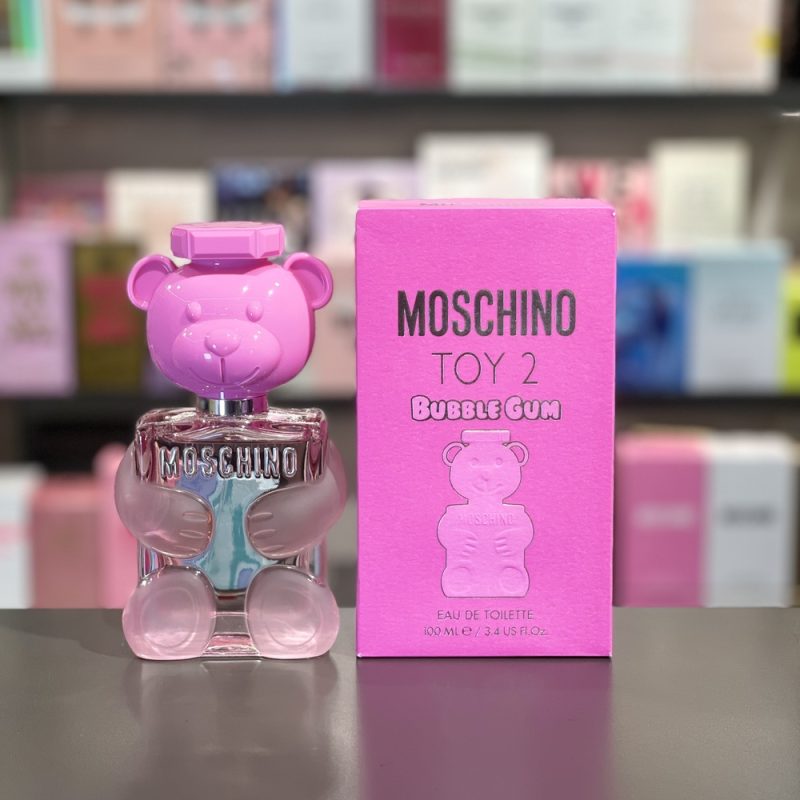 MOSCHINO
MOSCHINO
TOY 2
BUBBLE GUM
MOSCHINO
EAU DE TOILETTE
100 ML e / 3.4 US Fl.Oz.